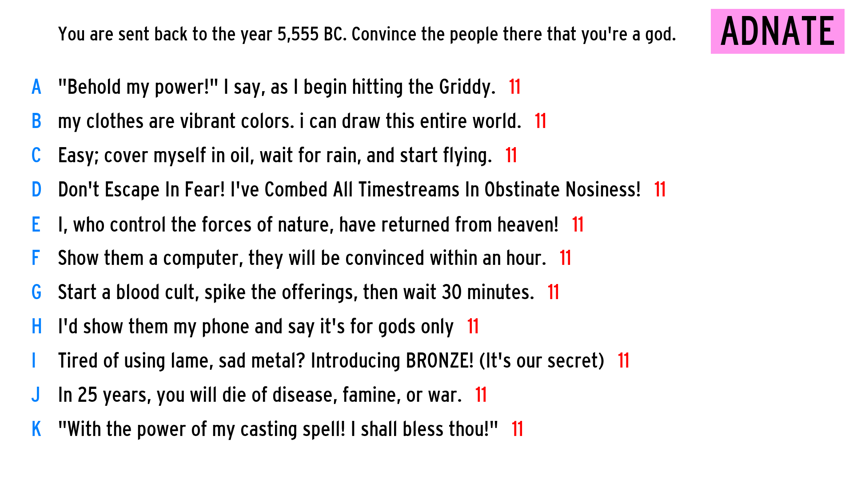 You are sent back to the year 5,555 BC. Convince the people there that you're a god.
ADNATE
A "Behold my power!" I say, as I begin hitting the Griddy. 11
B my clothes are vibrant colors. i can draw this entire world. 11
C Easy; cover myself in oil, wait for rain, and start flying. 11
D Don't Escape In Fear! I've Combed All Timestreams In Obstinate Nosiness! 11
E I, who control the forces of nature, have returned from heaven! 11
F Show them a computer, they will be convinced within an hour. 11
G Start a blood cult, spike the offerings, then wait 30 minutes. 11
H I'd show them my phone and say it's for gods only 11
I Tired of using lame, sad metal? Introducing BRONZE! (It's our secret) 11
J In 25 years, you will die of disease, famine, or war. 11
K "With the power of my casting spell! I shall bless thou!" 11